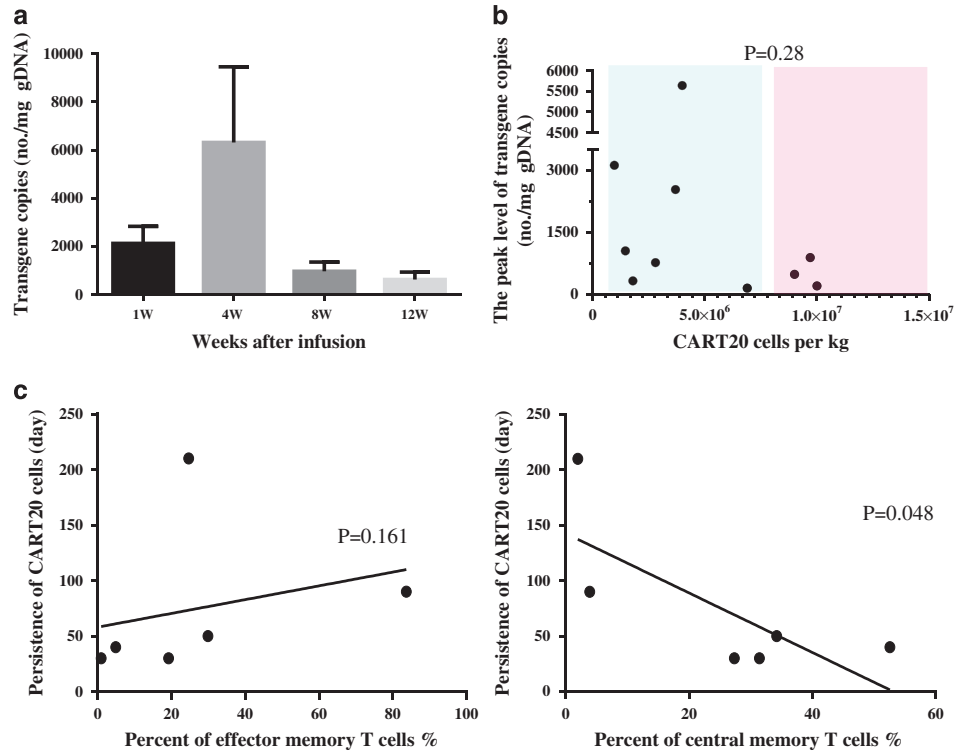 a
Transgene copies (no./mg gDNA)
10000
8000
6000
4000
2000
0
1W 4W 8W 12W
Weeks after infusion
b
P=0.28
The peak level of transgene copies
(no./mg gDNA)
6000
5500
5000
4500
3000
1500
0
0 5.0×10⁶ 1.0×10⁷ 1.5×10⁷
CART20 cells per kg
c
Persistence of CART20 cells (day)
250
200
150
100
50
0
P=0.161
0 20 40 60 80 100
Percent of effector memory T cells %
Persistence of CART20 cells (day)
250
200
150
100
50
0
P=0.048
0 20 40 60
Percent of central memory T cells %